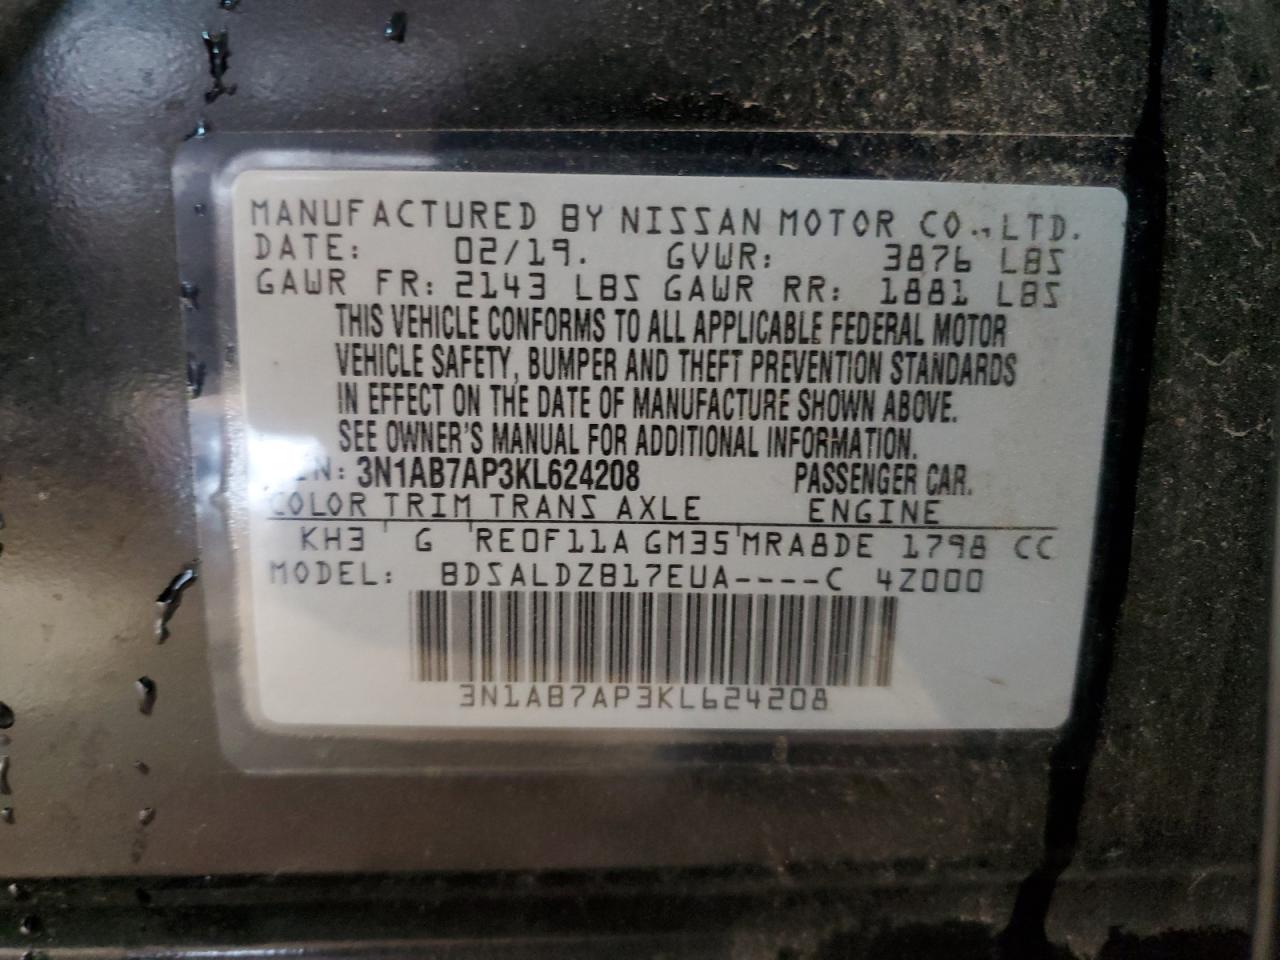 MANUFACTURED BY NISSAN MOTOR CO., LTD.
DATE: 02/19. GVWR: 3876 LBS
GAWR FR: 2143 LBS GAWR RR: 1881 LBS
THIS VEHICLE CONFORMS TO ALL APPLICABLE FEDERAL MOTOR
VEHICLE SAFETY, BUMPER AND THEFT PREVENTION STANDARDS
IN EFFECT ON THE DATE OF MANUFACTURE SHOWN ABOVE.
SEE OWNER'S MANUAL FOR ADDITIONAL INFORMATION.
VIN: 3N1AB7AP3KL624208 PASSENGER CAR.
COLOR TRIM TRANS AXLE ENGINE
KH3 ' G 'RE0F11A GM35'MRA8DE 1798 CC
MODEL: BDSALDZB17EUA----C 4Z000
3N1AB7AP3KL624208